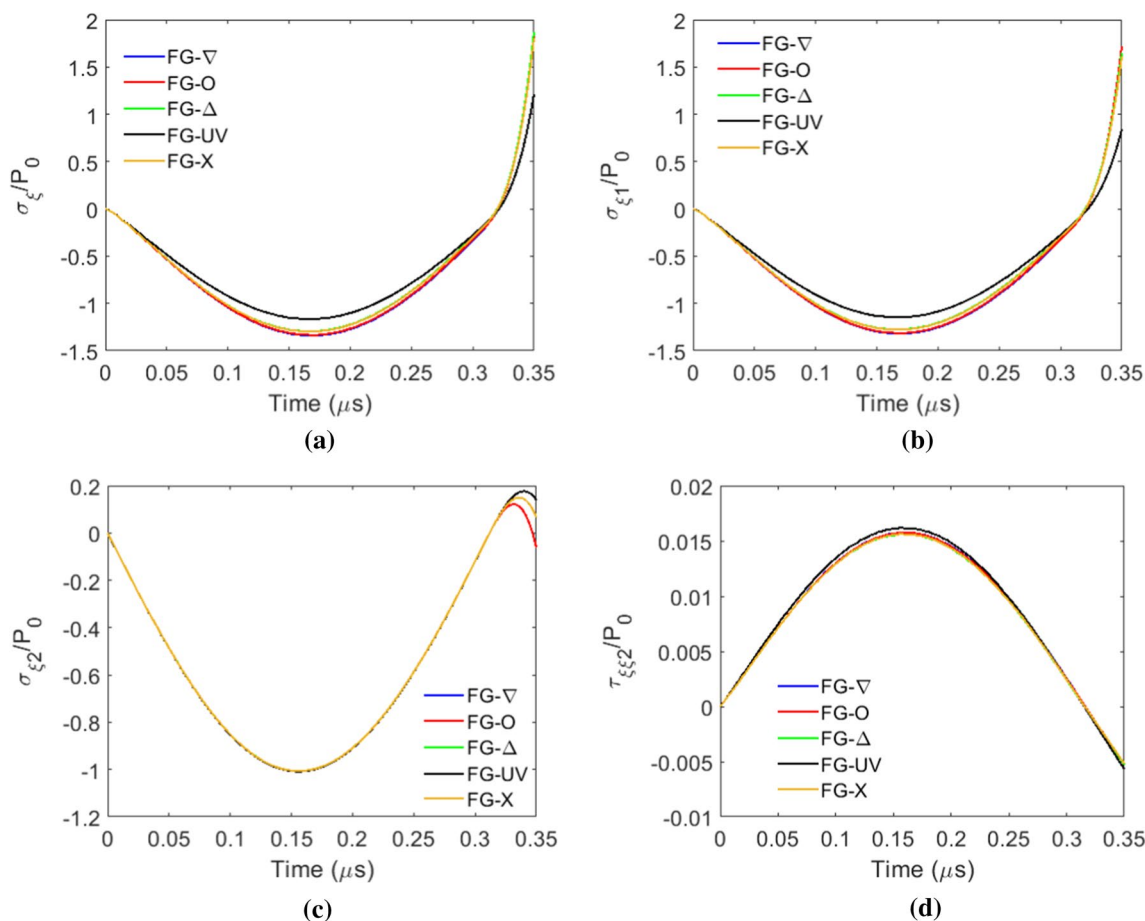 2
1.5
1
0.5
0
-0.5
-1
-1.5
σξ/P0
FG-∇
FG-O
FG-Δ
FG-UV
FG-X
0 0.05 0.1 0.15 0.2 0.25 0.3 0.35
Time (μs)
(a)
2
1.5
1
0.5
0
-0.5
-1
-1.5
σξ1/P0
FG-∇
FG-O
FG-Δ
FG-UV
FG-X
0 0.05 0.1 0.15 0.2 0.25 0.3 0.35
Time (μs)
(b)
0.2
0
-0.2
-0.4
-0.6
-0.8
-1
-1.2
σξ2/P0
FG-∇
FG-O
FG-Δ
FG-UV
FG-X
0 0.05 0.1 0.15 0.2 0.25 0.3 0.35
Time (μs)
(c)
0.02
0.015
0.01
0.005
0
-0.005
-0.01
τξξ2/P0
FG-∇
FG-O
FG-Δ
FG-UV
FG-X
0 0.05 0.1 0.15 0.2 0.25 0.3 0.35
Time (μs)
(d)